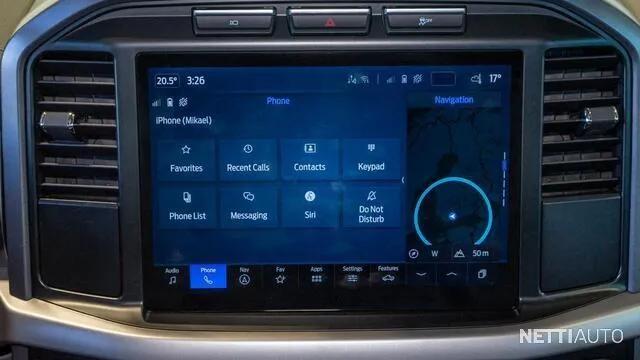 20.5° 3:26 17°
Phone Navigation
iPhone (Mikael)
Favorites Recent Calls Contacts Keypad
Phone List Messaging Siri Do Not
Disturb
W 50 m
Audio Phone Nav Fav Apps Settings Features
NETTIAUTO